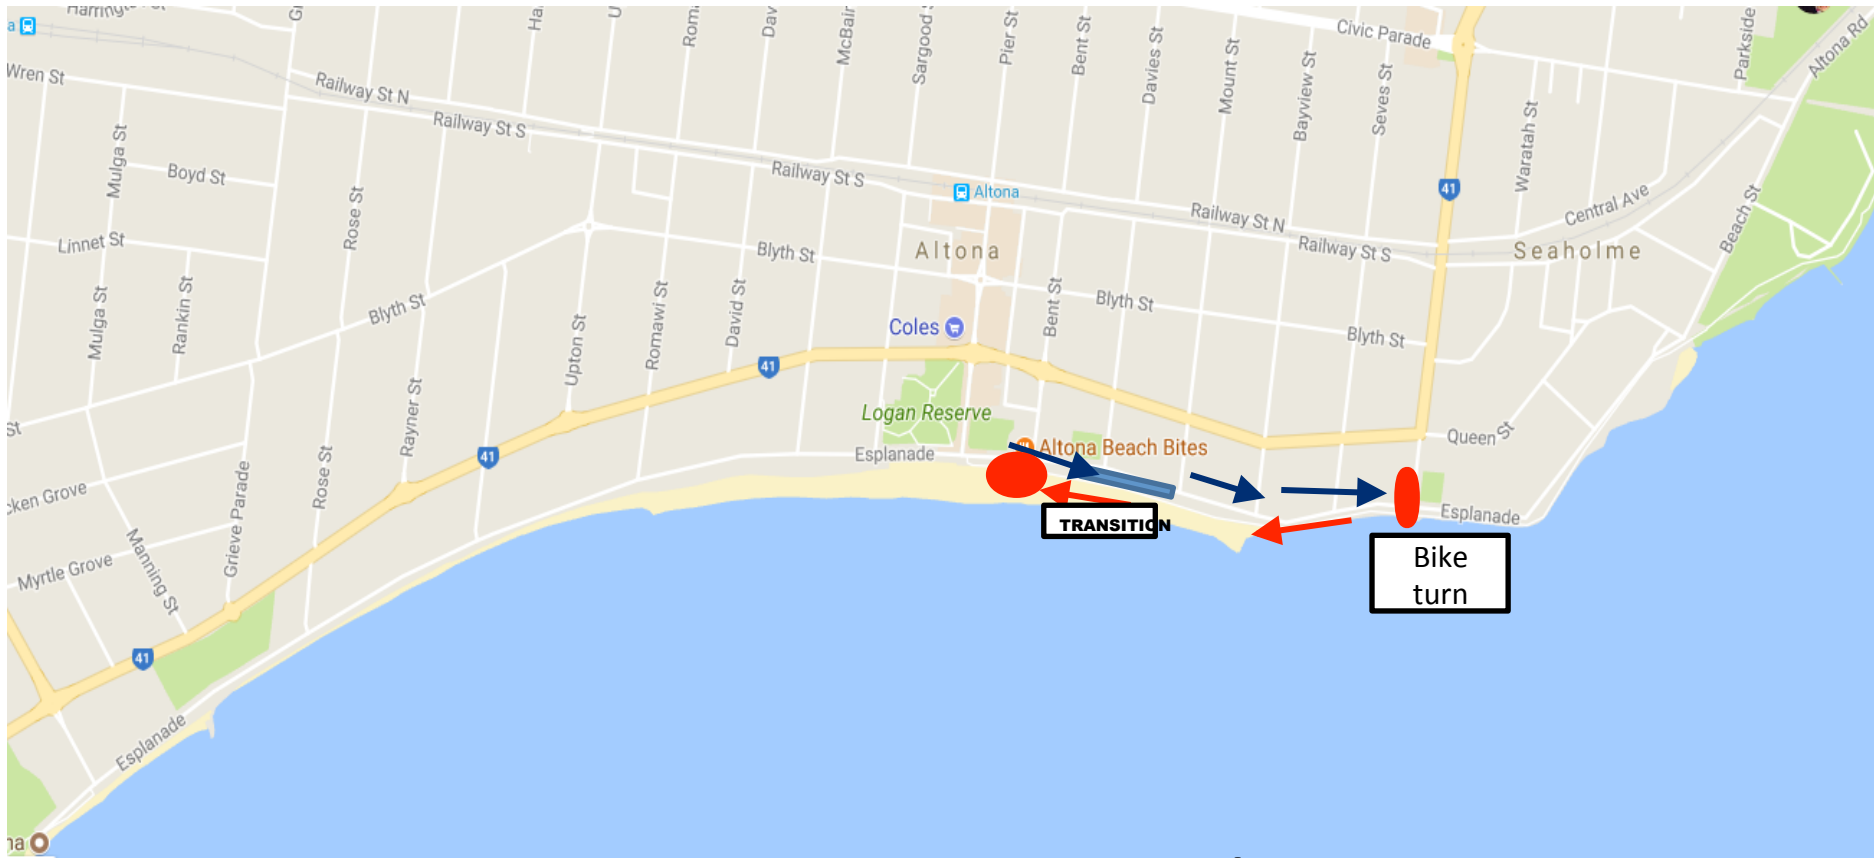 Civic Parade
Parkside
Altona Rd
a
Wren St
Railway St N
Railway St S
McBain
Pier St
Bent St
Davies St
Mount St
Bayview St
Seves St
Waratah St
Mulga St
Boyd St
Rose St
Railway St S
Altona
41
Railway St N
Central Ave
Beach St
Linnet St
Blyth St
Altona
Railway St S
Seaholme
Mulga St
Rankin St
Blyth St
Upton St
Romawi St
David St
Coles
Bent St
Blyth St
Blyth St
41
St
Rayner St
Logan Reserve
Queen St
Altona Beach Bites
41
Esplanade
cken Grove
Grieve Parade
Rose St
Esplanade
TRANSITION
Myrtle Grove
Manning St
Bike
turn
41
Esplanade
na